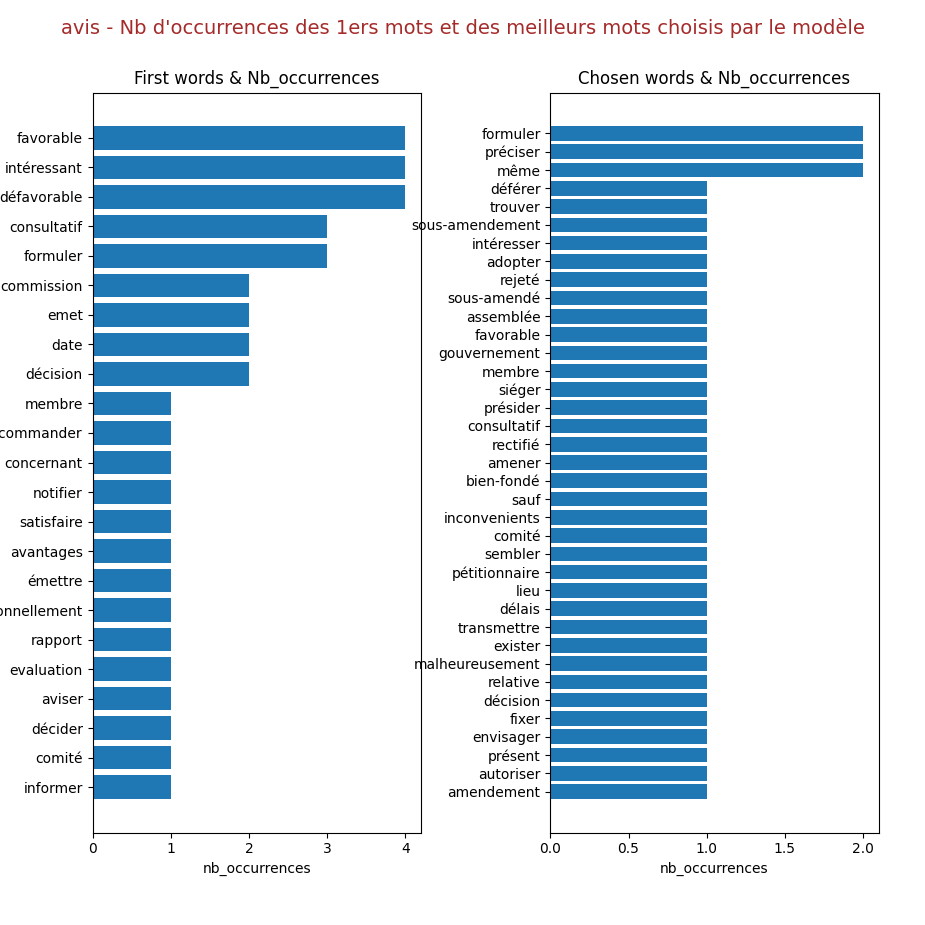 avis - Nb d'occurrences des 1ers mots et des meilleurs mots choisis par le modèle
First words & Nb_occurrences
favorable
intéressant
défavorable
consultatif
formuler
commission
emet
date
décision
membre
commander
concernant
notifier
satisfaire
avantages
émettre
onnellement
rapport
evaluation
aviser
décider
comité
informer
0 1 2 3 4
nb_occurrences
Chosen words & Nb_occurrences
formuler
préciser
même
déférer
trouver
sous-amendement
intéresser
adopter
rejeté
sous-amendé
assemblée
favorable
gouvernement
membre
siéger
présider
consultatif
rectifié
amener
bien-fondé
sauf
inconvenients
comité
sembler
pétitionnaire
lieu
délais
transmettre
exister
malheureusement
relative
décision
fixer
envisager
présent
autoriser
amendement
0.0 0.5 1.0 1.5 2.0
nb_occurrences